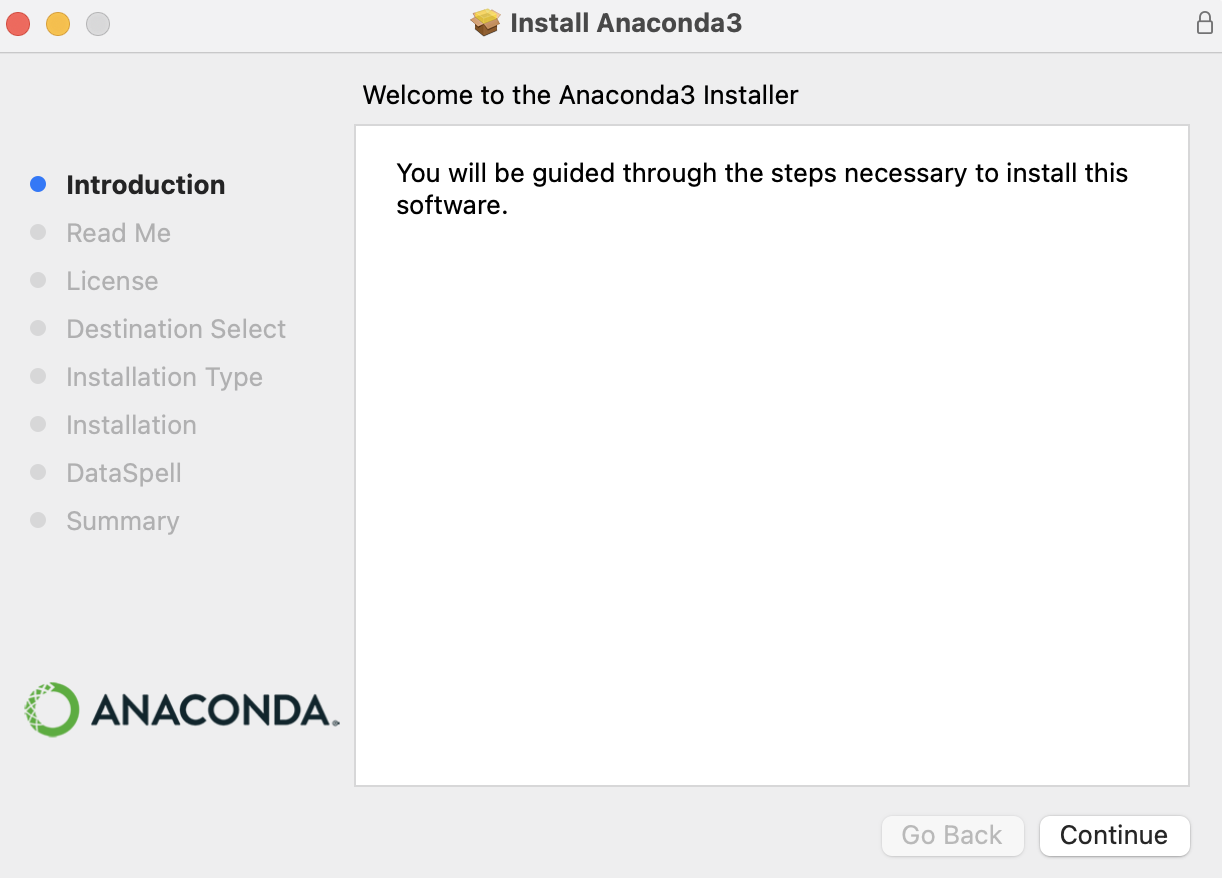 Install Anaconda3
Welcome to the Anaconda3 Installer
Introduction
Read Me
License
Destination Select
Installation Type
Installation
DataSpell
Summary
You will be guided through the steps necessary to install this
software.
ANACONDA.
Go Back
Continue